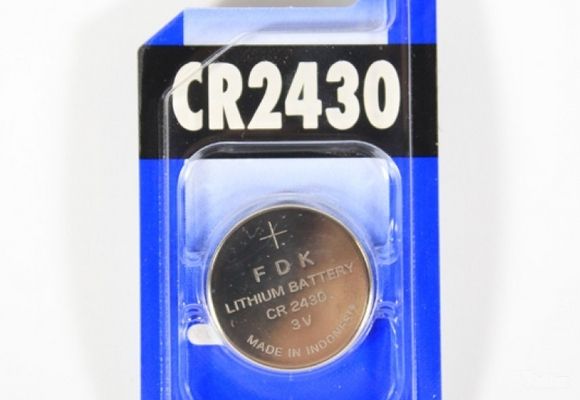 CR2430
+
FDK
LITHIUM BATTERY
CR 2430
3V
MADE IN INDONESIA